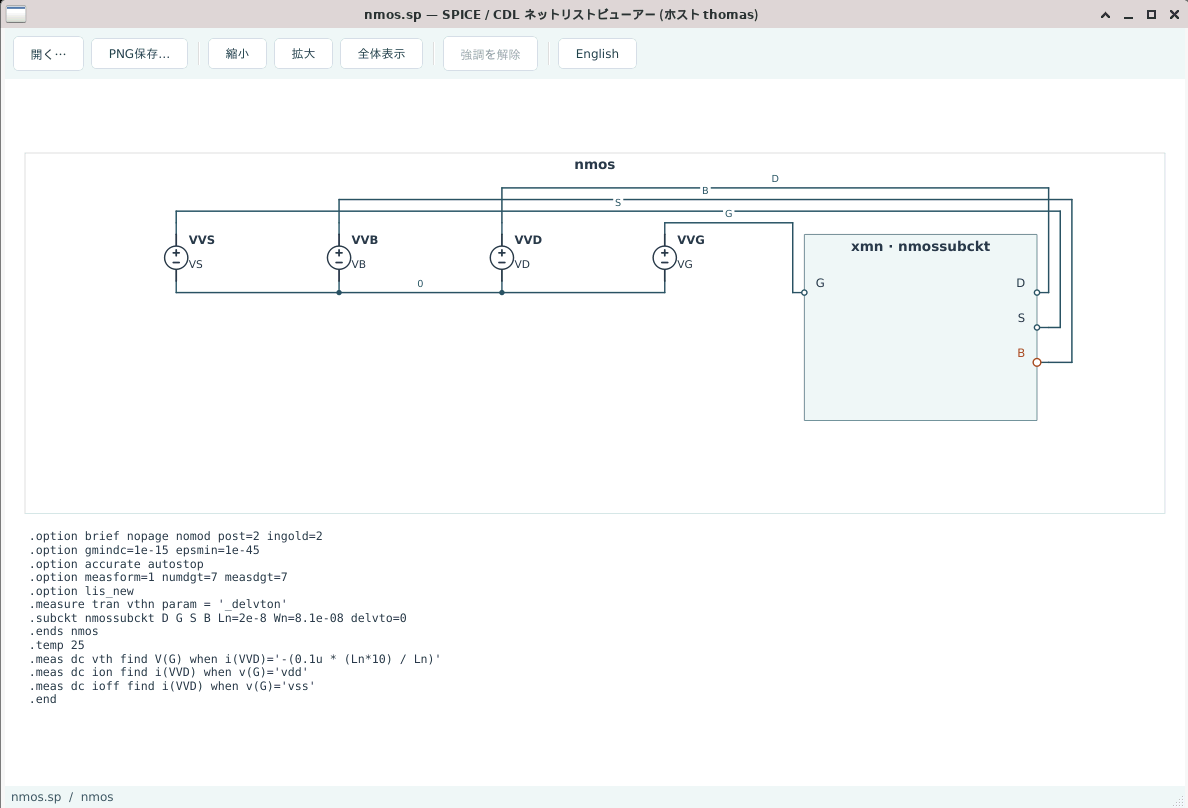 nmos.sp — SPICE / CDL ネットリストビューアー (ホスト thomas)
開く… PNG保存... 縮小 拡大 全体表示 強調を解除 English
nmos
D
B
S
G
VVS VVB VVD VVG xmn · nmossubckt
VS VB VD VG
0 G D
S
B
.option brief nopage nomod post=2 ingold=2
.option gmindc=1e-15 epsmin=1e-45
.option accurate autostop
.option measform=1 numdgt=7 measdgt=7
.option lis_new
.measure tran vthn param = '_delvton'
.subckt nmossubckt D G S B Ln=2e-8 Wn=8.1e-08 delvto=0
.ends nmos
.temp 25
.meas dc vth find V(G) when i(VVD)='-(0.1u * (Ln*10) / Ln)'
.meas dc ion find i(VVD) when v(G)='vdd'
.meas dc ioff find i(VVD) when v(G)='vss'
.end
nmos.sp / nmos